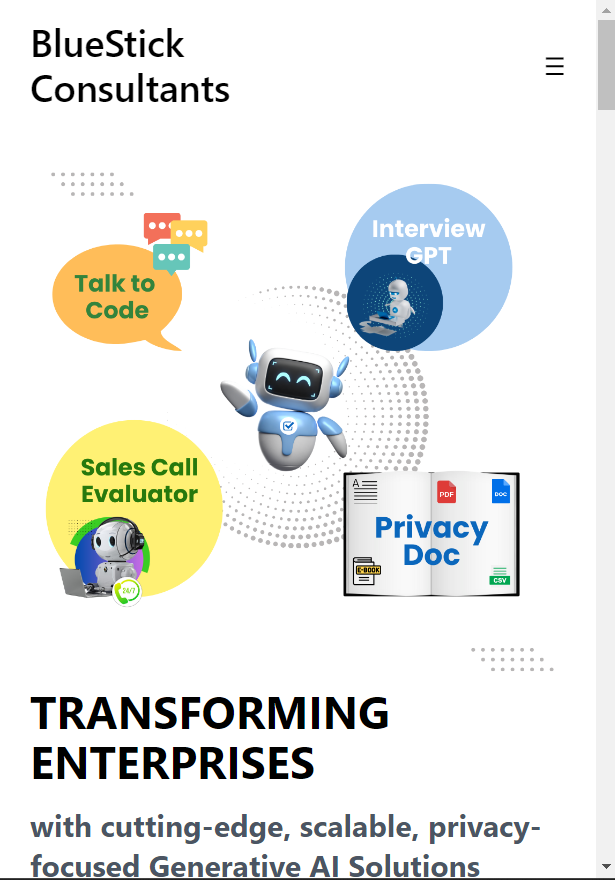 BlueStick
Consultants
Interview
GPT
Talk to
Code
Sales Call
Evaluator
24/7
A
PDF
DOC
Privacy
Doc
E-BOOK
CSV
TRANSFORMING
ENTERPRISES
with cutting-edge, scalable, privacy-
focused Generative AI Solutions